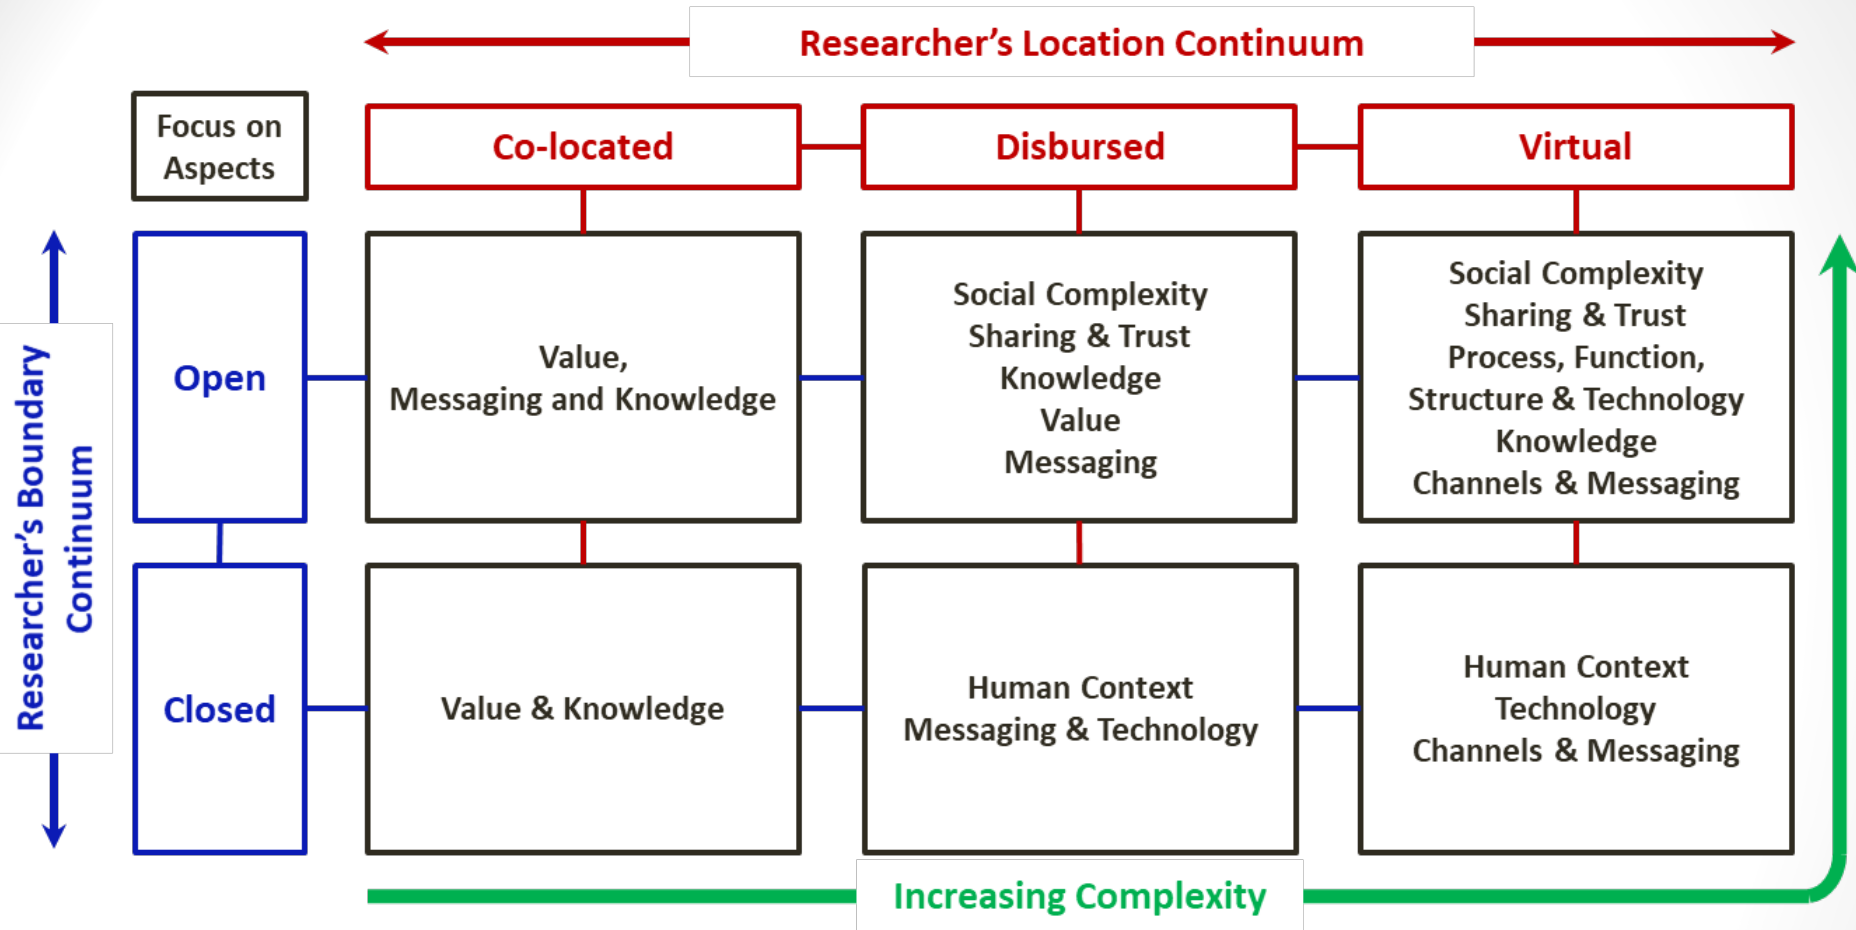 Researcher's Location Continuum
Focus on
Aspects
Co-located
Disbursed
Virtual
Researcher's Boundary
Continuum
Open
Value,
Messaging and Knowledge
Social Complexity
Sharing & Trust
Knowledge
Value
Messaging
Social Complexity
Sharing & Trust
Process, Function,
Structure & Technology
Knowledge
Channels & Messaging
Closed
Value & Knowledge
Human Context
Messaging & Technology
Human Context
Technology
Channels & Messaging
Increasing Complexity